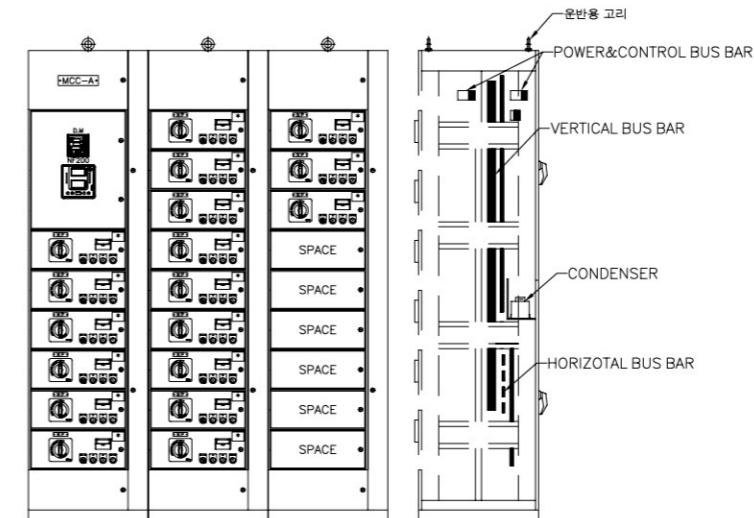 운반용 고리
POWER&CONTROL BUS BAR
MCC-A
D.M
NF200
VERTICAL BUS BAR
SPACE
SPACE
CONDENSER
SPACE
SPACE
HORIZOTAL BUS BAR
SPACE
SPACE